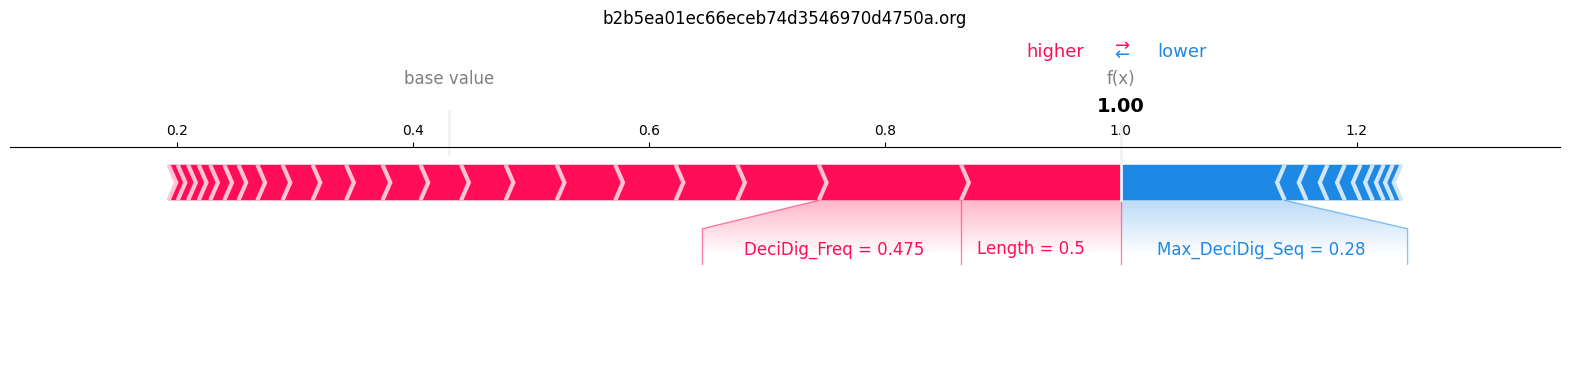 b2b5ea01ec66eceb74d3546970d4750a.org
higher ⇄ lower
base value f(x)
1.00
0.2 0.4 0.6 0.8 1.0 1.2
DeciDig_Freq = 0.475 Length = 0.5 Max_DeciDig_Seq = 0.28